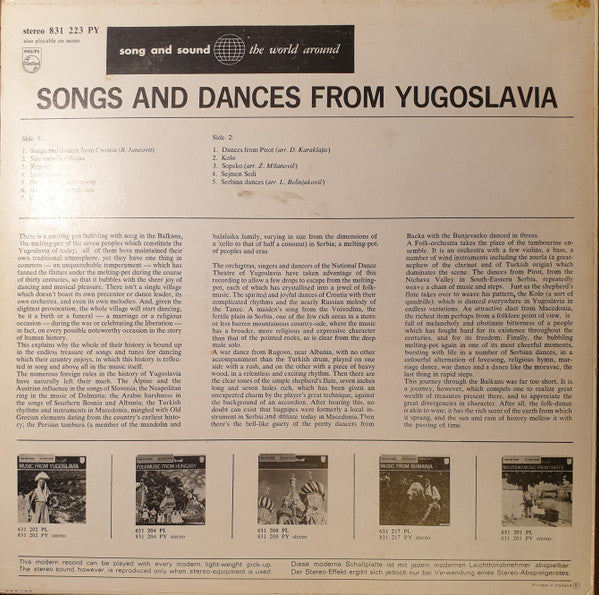 stereo 831 223 PY
also playable on mono
PHILIPS
song and sound the world around
SONGS AND DANCES FROM YUGOSLAVIA
Side 1:
1. Songs and dances from Croatia (B. Iancovit)
2.
3.
4.
5.
6.
7.
Side 2:
1. Dances from Pirot (arr. D. Karaklajic)
2. Kolo
3. Sopsko (arr. Z. Milanović)
4. Sojmen Sedi
5. Serbian dances (arr. L. Bošnjaković)
There is a melting-pot bubbling with song in the Balkans,
The melting-pot of the seven peoples which constitute the
Yugoslavia of today. All of them have maintained their
own traditional atmosphere, yet they have one thing in
common — an unquenchable temperament — which has
fanned the flames under the melting-pot during the course
of thirty centuries, so that it bubbles with the sheer joy of
dancing and musical pleasure. There isn't a single village
which doesn't boast its own precentor or dance leader, its
own orchestra, and even its own melodies. And, given the
slightest provocation, the whole village will start dancing,
be it a birth or a funeral — a marriage or a religious
occasion — during the war or celebrating the liberation —
in fact, on every possible noteworthy occasion in the story
of human history.
This explains why the whole of their history is bound up
in the endless treasure of songs and tunes for dancing
which their country enjoys, in which this history is reflec-
ted in song and above all in the music itself.
The numerous foreign rules in the history of Yugoslavia
have naturally left their mark. The Alpine and the
Austrian influence in the songs of Slovenia; the Neapolitan
ring in the music of Dalmatia; the Arabic harshness in
the songs of Southern Bosnia and Albania; the Turkish
rhythms and instruments in Macedonia, mingled with Old
Grecian elements dating from the country's earliest histo-
ry; the Persian tambura (a member of the mandolin and
balalaika family, varying in size from the dimensions of
a 'cello to that of half a coconut) in Serbia; a melting-pot
of peoples and eras.
The orchestras, singers and dancers of the National Dance
Theatre of Yugoslavia have taken advantage of this
recording to allow a few drops to escape from the melting-
pot, each of which has crystallised into a jewel of folk-
music. The spirited and joyful dances of Croatia with their
complicated rhythms and the nearly Russian melody of
the Tanec. A maiden's song from the Voivodina, the
fertile plain in Serbia, one of the few rich areas in a more
or less barren mountainous country-side, where the music
has a broader, more religious and expressive character
than that of the pointed rocks, as is clear from the deep
male solo.
A war dance from Rugovo, near Albania, with no other
accompaniment than the Turkish drum, played on one
side with a rush, and on the other with a piece of heavy
wood, in a relentless and exciting rhythm. Then there are
the clear tones of the simple shepherd's flute, seven inches
long and seven holes rich, which has been given an
unexpected charm by the player's great technique, against
the background of an accordion. After hearing this, no
doubt can exist that bagpipes were formerly a local in-
strument in Serbia and militate today in Macedonia. Then
there's the bell-like gaiety of the pretty dances from
Backa with the Bunjevacko danced in threes.
A Folk-orchestra takes the place of the tambourine en-
semble. It is an orchestra with a few violins, a bass, a
number of wind instruments including the zorila (a great-
nephew of the clarinet and of Turkish origin) which
dominates the scene. The dances from Pirot, from the
Nichava Valley in South-Eastern Serbia, repeatedly
weave a chain of music and steps. Just as the shepherd's
flute takes over to weave his pattern, the Kolo (a sort of
quadrille), which is danced everywhere in Yugoslavia in
endless variations. An attractive duet from Macedonia,
the richest item perhaps from a folklore point of view, is
full of melancholy and obstinate bitterness of a people
which has fought hard for its existence throughout the
centuries, and for its freedom. Finally, the bubbling
melting-pot again in one of its most cheerful moments,
bursting with life in a number of Serbian dances, in a
colourful alternation of lovesong, religious hymn, mar-
riage dance, war dance and a dance like the morisve, the
last thing in rapid steps.
This journey through the Balkans was far too short. It is
a journey, however, which compels one to realize great
wealth of treasures present there, and to appreciate the
great divergencies in character. After all, the folk-dance
is akin to wine; it has the rich scent of the earth from which
it sprang, and the sun and rain of history mellow it with
the passing of time.
MUSIC FROM YUGOSLAVIA
631 202 PL
831 202 PY stereo
FOLKMUSIC FROM HUNGARY
631 204 PL
831 204 PY stereo
631 208 PL
831 208 PY stereo
MUSIC FROM RUMANIA
631 217 PL
831 217 PY stereo
631 201 PL
831 201 PY stereo
This modern record can be played with every modern light-weight pick-up.
The stereo sound, however, is reproduced only when stereo-equipment is used.
Diese moderne Schallplatte ist mit jedem modernen Leichttonabnehmer abspielbar.
Der Stereo-Effekt ergibt sich jedoch nur bei Verwendung eines Stereo-Abspielgerätes.
Printed in Holland